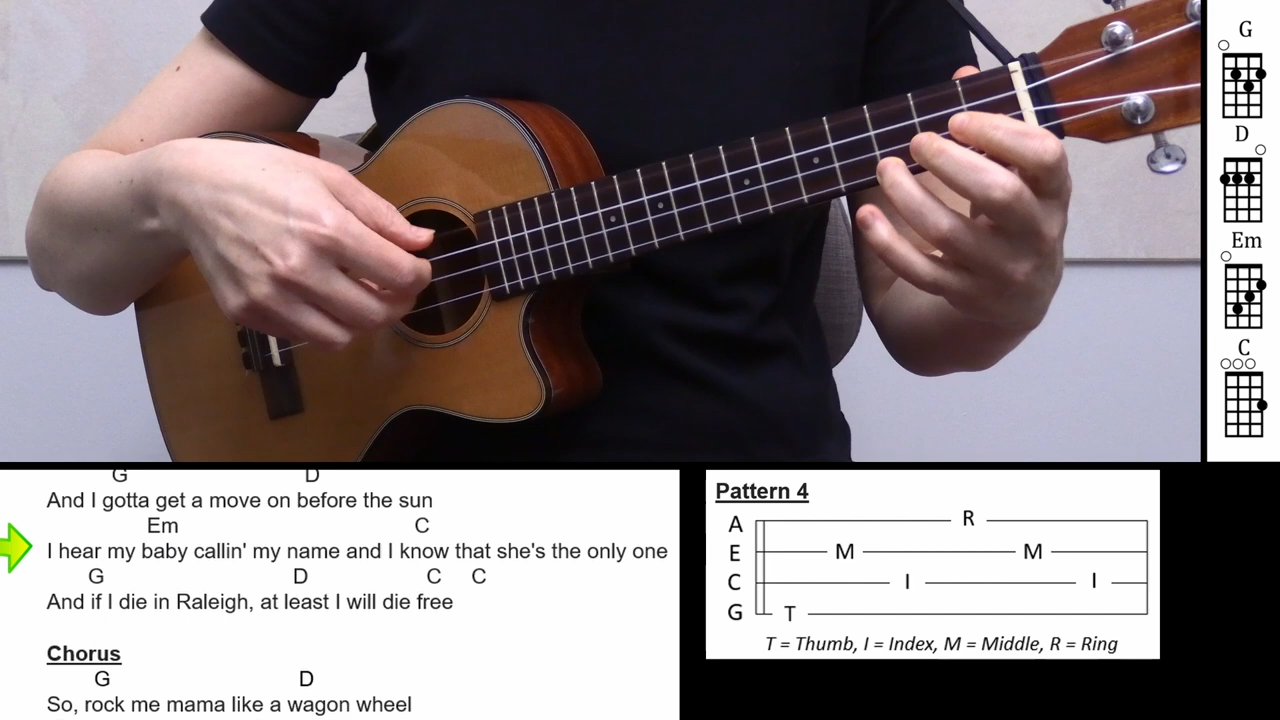 G
D
Em
C
G D
And I gotta get a move on before the sun
Em C
I hear my baby callin' my name and I know that she's the only one
G D C C
And if I die in Raleigh, at least I will die free
Chorus
G D
So, rock me mama like a wagon wheel
Pattern 4
A R
E M M
C I I
G T
T = Thumb, I = Index, M = Middle, R = Ring